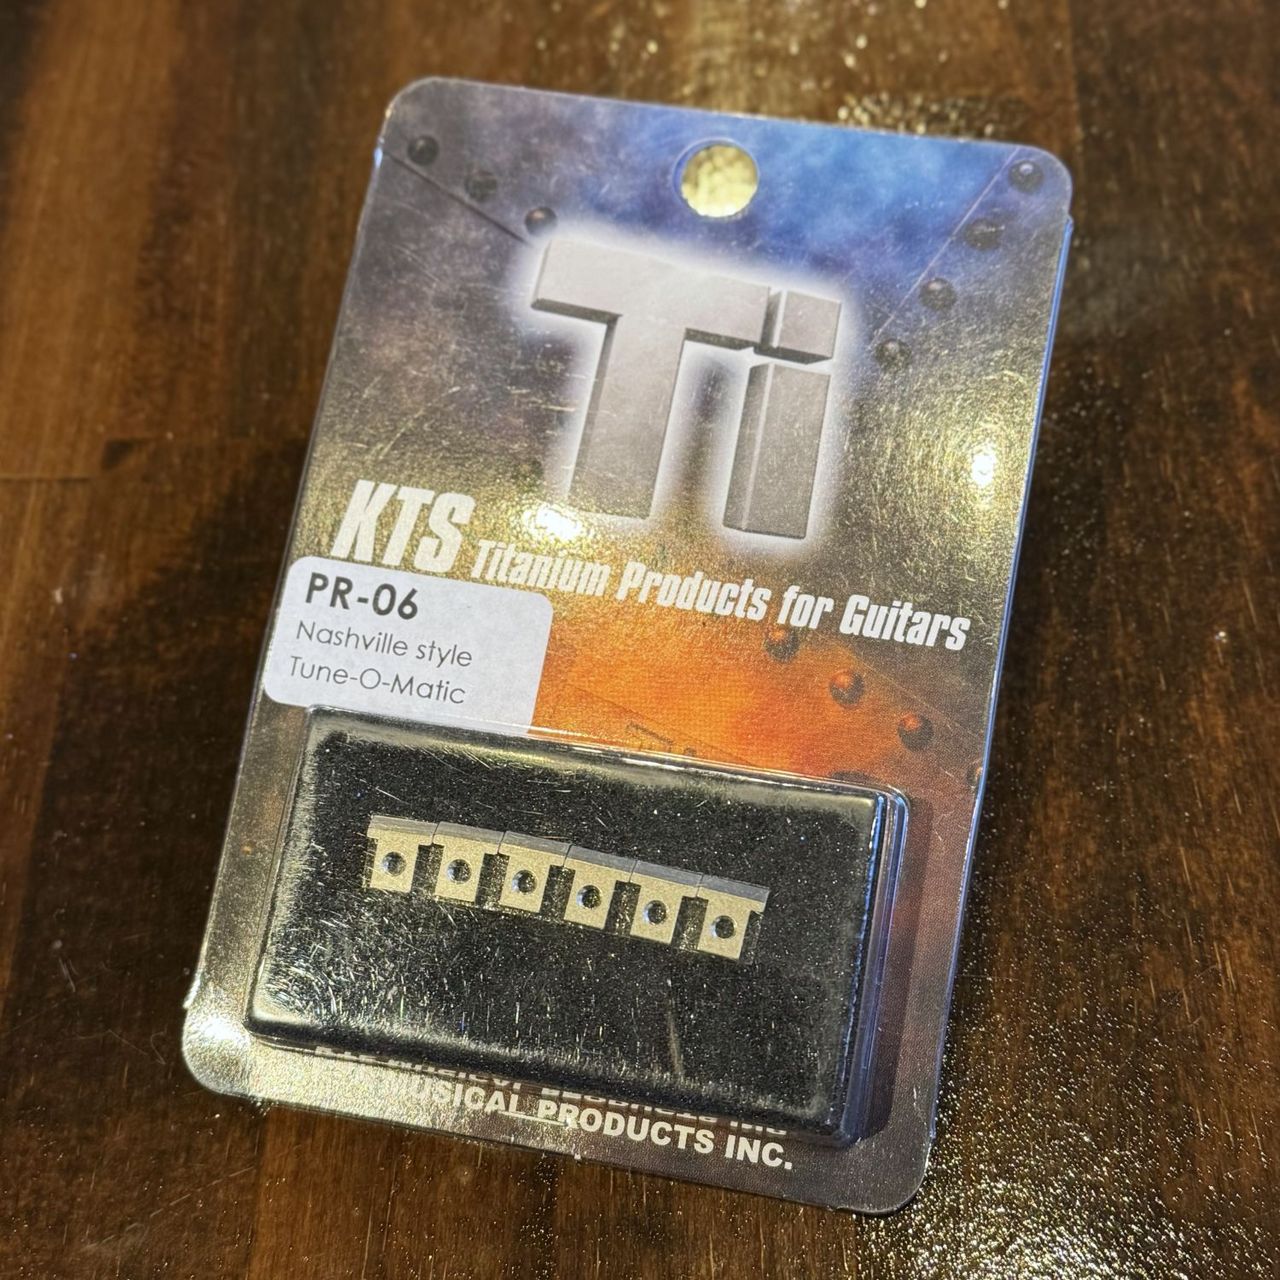 Ti
KTS Titanium Products for Guitars
PR-06
Nashville style
Tune-O-Matic
MUSICAL PRODUCTS INC.